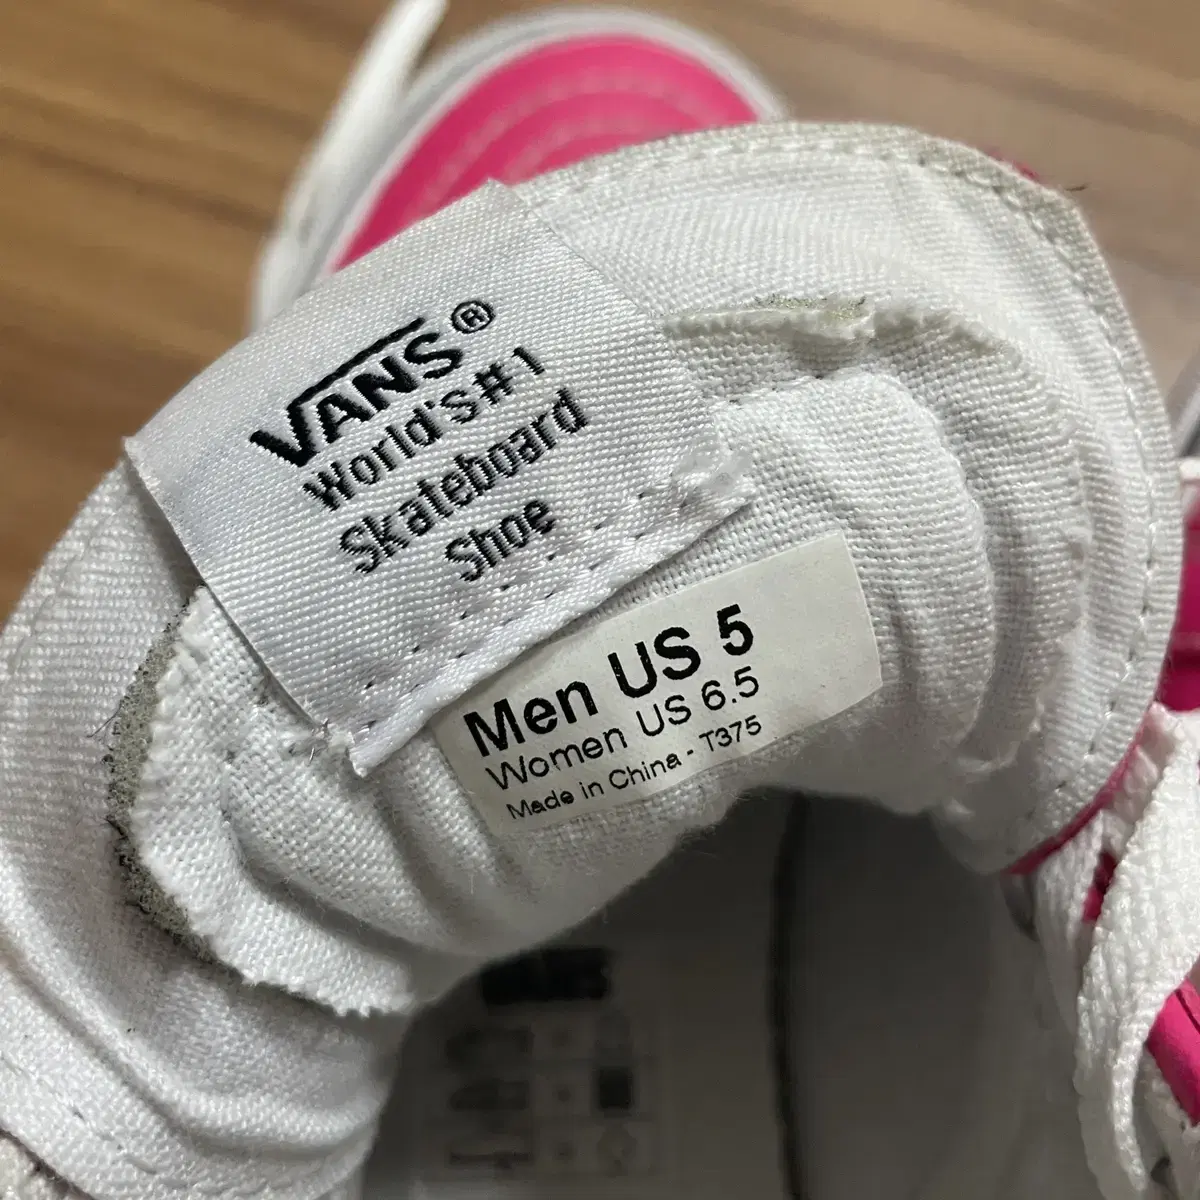 VANS®
World's #1
Skateboard
Shoe
Men US 5
Women US 6.5
Made in China - T375